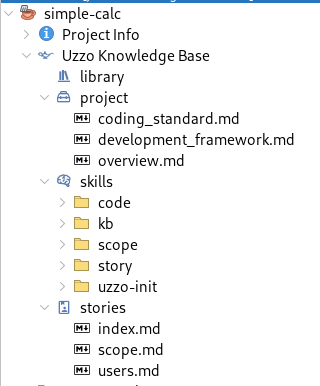 simple-calc
Project Info
Uzzo Knowledge Base
library
project
coding_standard.md
development_framework.md
overview.md
skills
code
kb
scope
story
uzzo-init
stories
index.md
scope.md
users.md